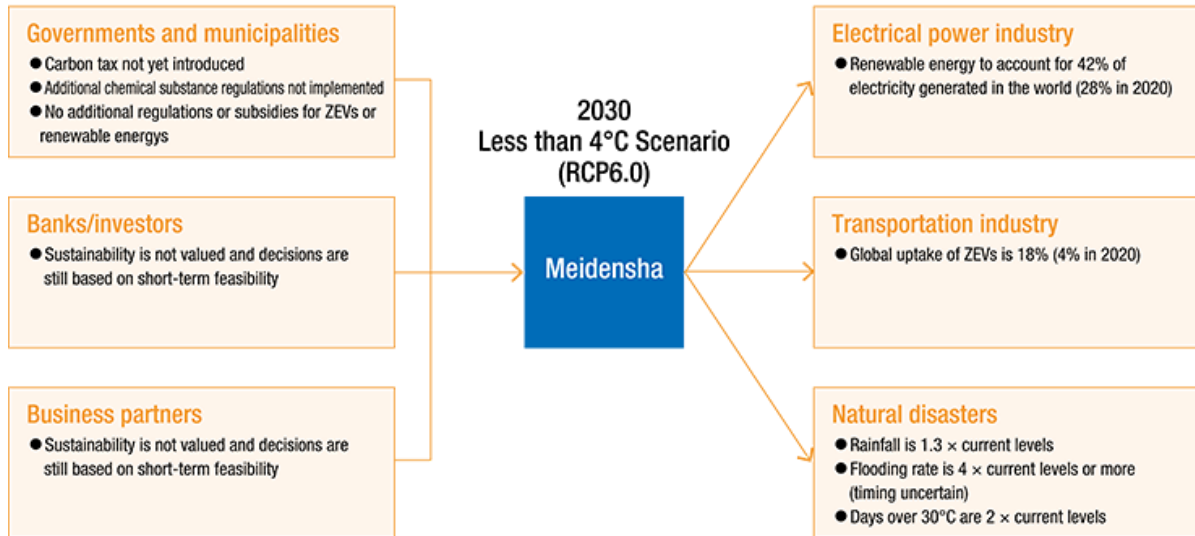 Governments and municipalities
● Carbon tax not yet introduced
● Additional chemical substance regulations not implemented
● No additional regulations or subsidies for ZEVs or
renewable energys
Banks/investors
● Sustainability is not valued and decisions are
still based on short-term feasibility
Business partners
● Sustainability is not valued and decisions are
still based on short-term feasibility
2030
Less than 4°C Scenario
(RCP6.0)
Meidensha
Electrical power industry
● Renewable energy to account for 42% of
electricity generated in the world (28% in 2020)
Transportation industry
● Global uptake of ZEVs is 18% (4% in 2020)
Natural disasters
● Rainfall is 1.3 × current levels
● Flooding rate is 4 × current levels or more
(timing uncertain)
● Days over 30°C are 2 × current levels